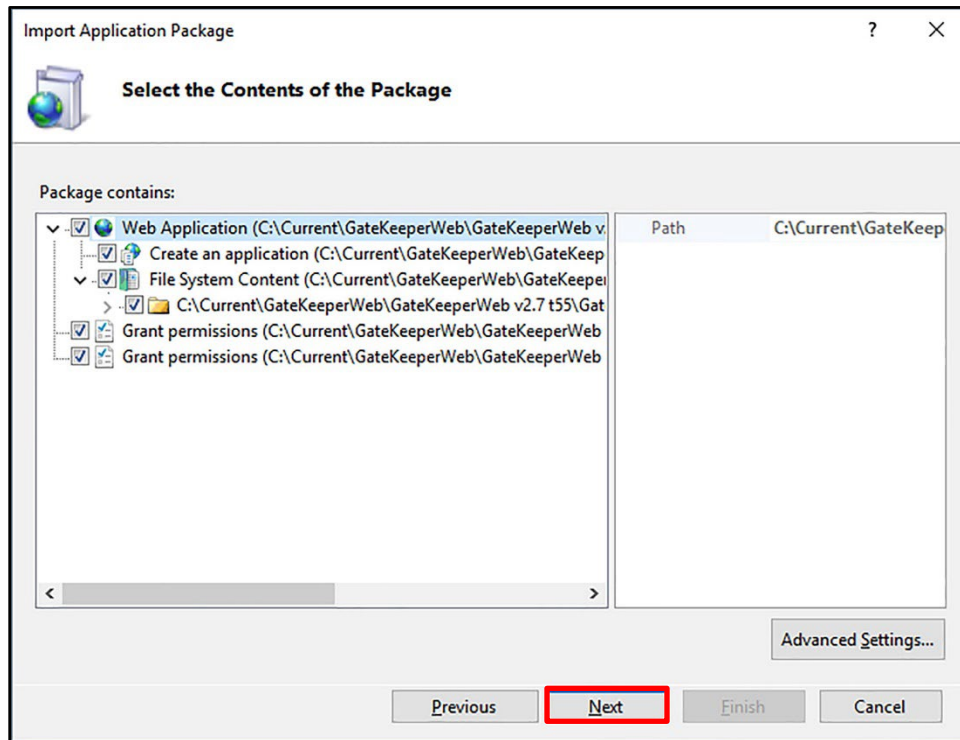 Import Application Package
?
Select the Contents of the Package
Package contains:
Web Application (C:\Current\GateKeeperWeb\GateKeeperWeb v.
Create an application (C:\Current\GateKeeperWeb\GateKeep
File System Content (C:\Current\GateKeeperWeb\GateKeeper
C:\Current\GateKeeperWeb\GateKeeperWeb v2.7 t55\Gat
Grant permissions (C:\Current\GateKeeperWeb\GateKeeperWeb
Grant permissions (C:\Current\GateKeeperWeb\GateKeeperWeb
Path C:\Current\GateKeep
Advanced Settings...
Previous Next Finish Cancel